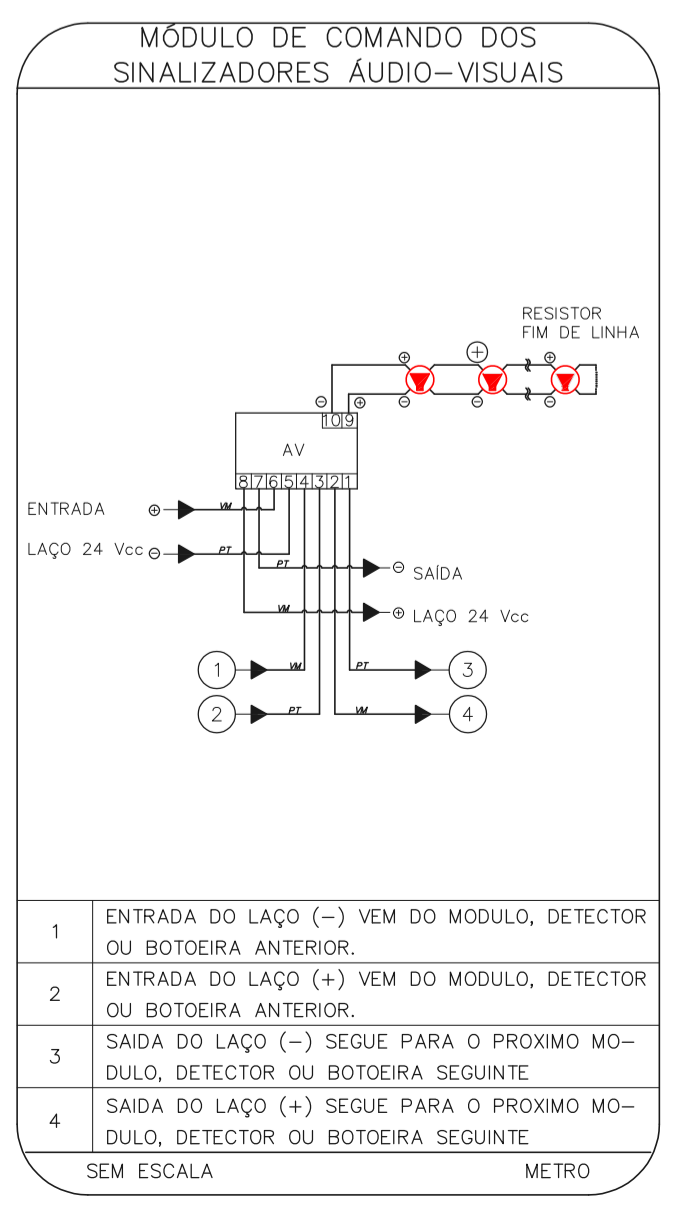 MÓDULO DE COMANDO DOS
SINALIZADORES ÁUDIO–VISUAIS
RESISTOR
FIM DE LINHA
+ + +
– + – – –
10 9
AV
8 7 6 5 4 3 2 1
ENTRADA + VM
LAÇO 24 Vcc – PT
PT – SAÍDA
VM + LAÇO 24 Vcc
1 VM PT 3
2 PT VM 4
1 ENTRADA DO LAÇO (–) VEM DO MODULO, DETECTOR
OU BOTOEIRA ANTERIOR.
2 ENTRADA DO LAÇO (+) VEM DO MODULO, DETECTOR
OU BOTOEIRA ANTERIOR.
3 SAIDA DO LAÇO (–) SEGUE PARA O PROXIMO MO–
DULO, DETECTOR OU BOTOEIRA SEGUINTE
4 SAIDA DO LAÇO (+) SEGUE PARA O PROXIMO MO–
DULO, DETECTOR OU BOTOEIRA SEGUINTE
SEM ESCALA METRO